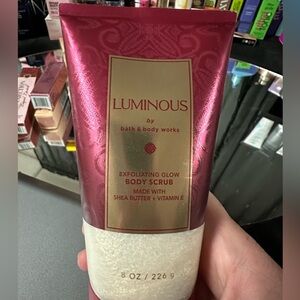 LUMINOUS
by
bath & body works
EXFOLIATING GLOW
BODY SCRUB
MADE WITH
SHEA BUTTER + VITAMIN E
8 OZ / 226 g